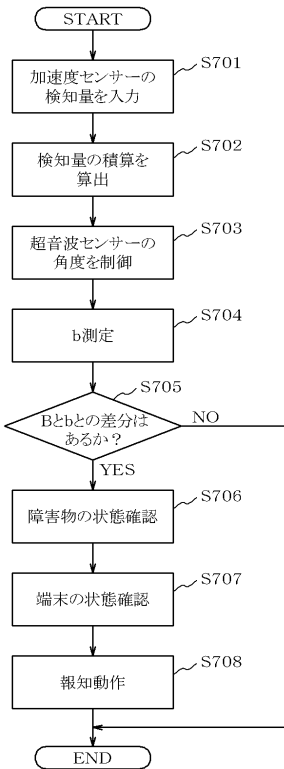 START
加速度センサーの
検知量を入力
S701
検知量の積算を
算出
S702
超音波センサーの
角度を制御
S703
b測定
S704
Bとbとの差分は
あるか？
S705
NO
YES
障害物の状態確認
S706
端末の状態確認
S707
報知動作
S708
END